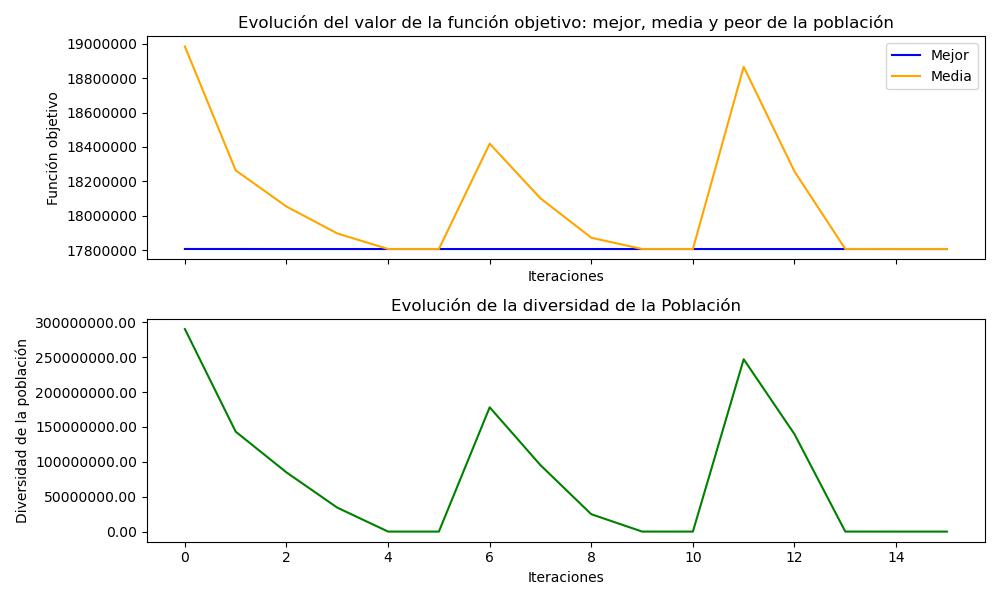 Evolución del valor de la función objetivo: mejor, media y peor de la población
19000000
18800000
18600000
18400000
18200000
18000000
17800000
Función objetivo
Mejor
Media
Iteraciones
Evolución de la diversidad de la Población
300000000.00
250000000.00
200000000.00
150000000.00
100000000.00
50000000.00
0.00
Diversidad de la población
0 2 4 6 8 10 12 14
Iteraciones